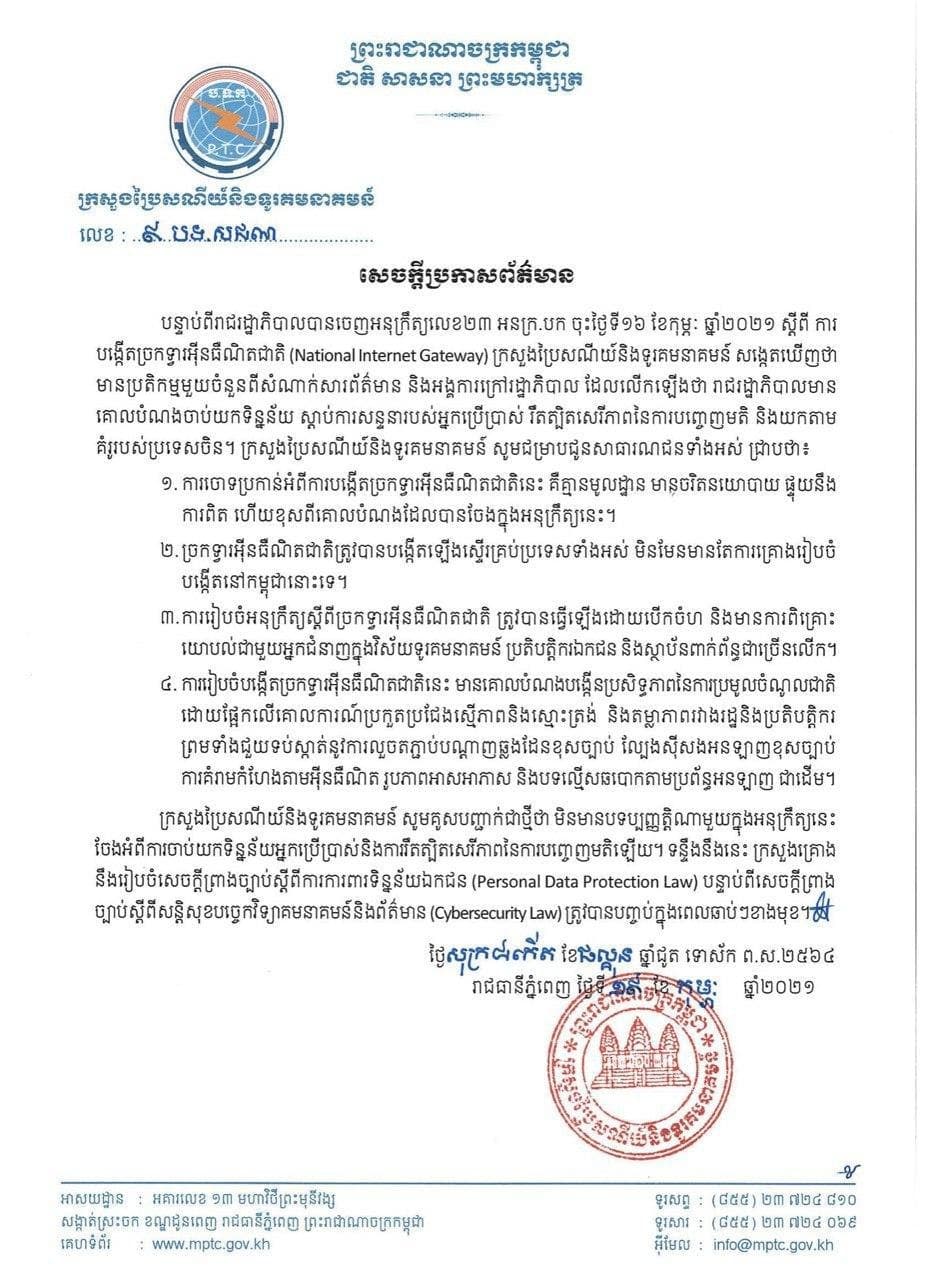 ព្រះរាជាណាចក្រកម្ពុជា
ជាតិ សាសនា ព្រះមហាក្សត្រ
ប.ន.ក
P.T.C
ក្រសួងប្រៃសណីយ៍និងទូរគមនាគមន៍
លេខ : ៩ បង.សជណ
សេចក្តីប្រកាសព័ត៌មាន
បន្ទាប់ពីរាជរដ្ឋាភិបាលបានចេញអនុក្រឹត្យលេខ២៣ អនក្រ.បក ចុះថ្ងៃទី១៦ ខែកុម្ភៈ ឆ្នាំ២០២១ ស្តីពី ការ
បង្កើតច្រកទ្វារអ៊ីនធឺណិតជាតិ (National Internet Gateway) ក្រសួងប្រៃសណីយ៍និងទូរគមនាគមន៍ សង្កេតឃើញថា
មានប្រតិកម្មមួយចំនួនពីសំណាក់សារព័ត៌មាន និងអង្គការក្រៅរដ្ឋាភិបាល ដែលលើកឡើងថា រាជរដ្ឋាភិបាលមាន
គោលបំណងចាប់យកទិន្នន័យ ស្តាប់ការសន្ទនារបស់អ្នកប្រើប្រាស់ រឹតត្បិតសេរីភាពនៃការបញ្ចេញមតិ និងយកតាម
គំរូរបស់ប្រទេសចិន។ ក្រសួងប្រៃសណីយ៍និងទូរគមនាគមន៍ សូមជម្រាបជូនសាធារណជនទាំងអស់ ជ្រាបថា៖
១. ការចោទប្រកាន់អំពីការបង្កើតច្រកទ្វារអ៊ីនធឺណិតជាតិនេះ គឺគ្មានមូលដ្ឋាន មានុចរិតនយោបាយ ផ្ទុយនឹង
ការពិត ហើយខុសពីគោលបំណងដែលបានចែងក្នុងអនុក្រឹត្យនេះ។
២. ច្រកទ្វារអ៊ីនធឺណិតជាតិត្រូវបានបង្កើតឡើងស្ទើរគ្រប់ប្រទេសទាំងអស់ មិនមែនមានតែការគ្រោងរៀបចំ
បង្កើតនៅកម្ពុជានោះទេ។
៣.ការរៀបចំអនុក្រឹត្យស្តីពីច្រកទ្វារអ៊ីនធឺណិតជាតិ ត្រូវបានធ្វើឡើងដោយបើកចំហ និងមានការពិគ្រោះ
យោបល់ជាមួយអ្នកជំនាញក្នុងវិស័យទូរគមនាគមន៍ ប្រតិបត្តិករឯកជន និងស្ថាប័នពាក់ព័ន្ធជាច្រើនលើក។
៤. ការរៀបចំបង្កើតច្រកទ្វារអ៊ីនធឺណិតជាតិនេះ មានគោលបំណងបង្កើនប្រសិទ្ធភាពនៃការប្រមូលចំណូលជាតិ
ដោយផ្អែកលើគោលការណ៍ប្រកួតប្រជែងស្មើភាពនិងស្មោះត្រង់ និងតម្លាភាពរវាងរដ្ឋនិងប្រតិបត្តិករ
ព្រមទាំងជួយទប់ស្កាត់នូវការលួចតភ្ជាប់បណ្តាញឆ្លងដែនខុសច្បាប់ ល្បែងស៊ីសងអនឡាញខុសច្បាប់
ការគំរាមកំហែងតាមអ៊ីនធឺណិត រូបភាពអាសអាភាស និងបទល្មើសឆបោកតាមប្រព័ន្ធអនឡាញ ជាដើម។
ក្រសួងប្រៃសណីយ៍និងទូរគមនាគមន៍ សូមគូសបញ្ជាក់ជាថ្មីថា មិនមានបទប្បញ្ញត្តិណាមួយក្នុងអនុក្រឹត្យនេះ
ចែងអំពីការចាប់យកទិន្នន័យអ្នកប្រើប្រាស់និងការរឹតត្បិតសេរីភាពនៃការបញ្ចេញមតិឡើយ។ ទន្ទឹងនឹងនេះ ក្រសួងគ្រោង
នឹងរៀបចំសេចក្តីព្រាងច្បាប់ស្តីពីការការពារទិន្នន័យឯកជន (Personal Data Protection Law) បន្ទាប់ពីសេចក្តីព្រាង
ច្បាប់ស្តីពីសន្តិសុខបច្ចេកវិទ្យាគមនាគមន៍និងព័ត៌មាន (Cybersecurity Law) ត្រូវបានបញ្ចប់ក្នុងពេលឆាប់ៗខាងមុខ។
ថ្ងៃសុក្រ ៨កើត ខែផល្គុន ឆ្នាំជូត ទោស័ក ព.ស.២៥៦៤
រាជធានីភ្នំពេញ ថ្ងៃទី ១៩ ខែ កុម្ភៈ ឆ្នាំ២០២១
ព្រះរាជាណាចក្រកម្ពុជា
ក្រសួងប្រៃសណីយ៍និងទូរគមនាគមន៍
អាសយដ្ឋាន : អគារលេខ ១៣ មហាវិថីព្រះមុនីវង្ស
សង្កាត់ស្រះចក ខណ្ឌដូនពេញ រាជធានីភ្នំពេញ ព្រះរាជាណាចក្រកម្ពុជា
គេហទំព័រ : www.mptc.gov.kh
ទូរសព្ទ : (៨៥៥) ២៣ ៧២៤ ៨១០
ទូរសារ : (៨៥៥) ២៣ ៧២៤ ០៦៩
អ៊ីមែល : info@mptc.gov.kh